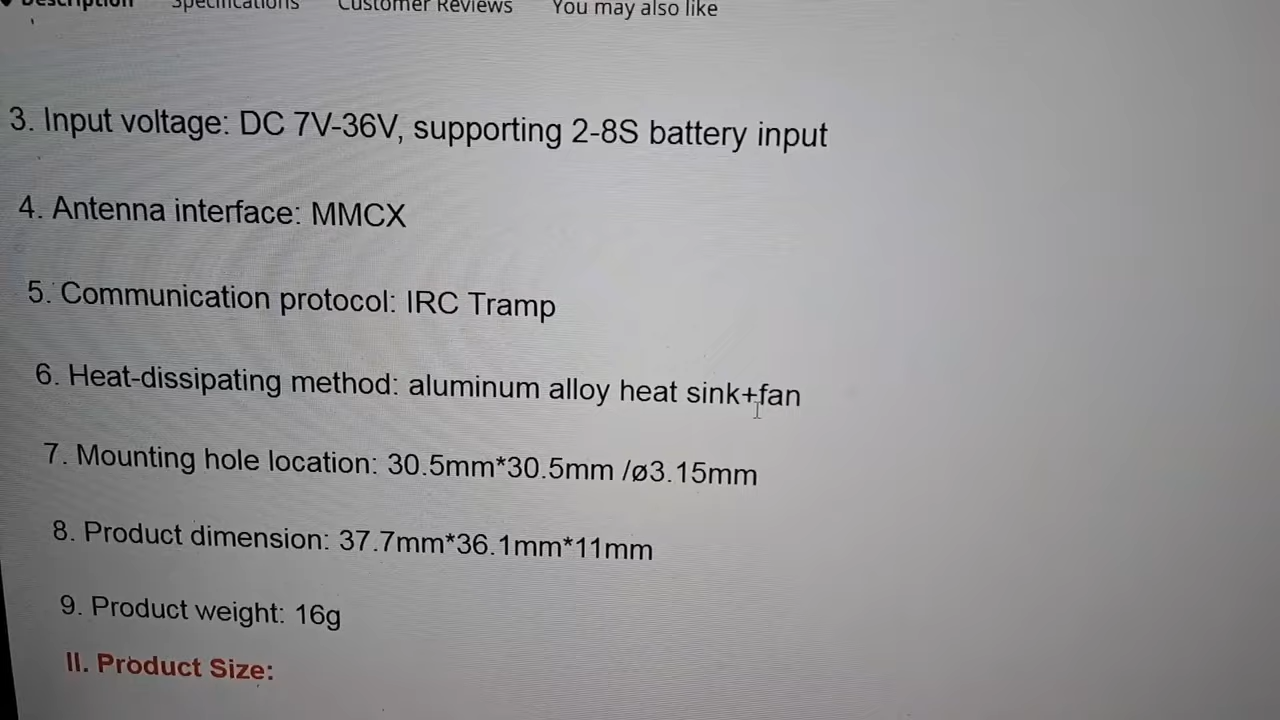 Description Specifications Customer Reviews You may also like
3. Input voltage: DC 7V-36V, supporting 2-8S battery input
4. Antenna interface: MMCX
5. Communication protocol: IRC Tramp
6. Heat-dissipating method: aluminum alloy heat sink+fan
7. Mounting hole location: 30.5mm*30.5mm /ø3.15mm
8. Product dimension: 37.7mm*36.1mm*11mm
9. Product weight: 16g
II. Product Size: